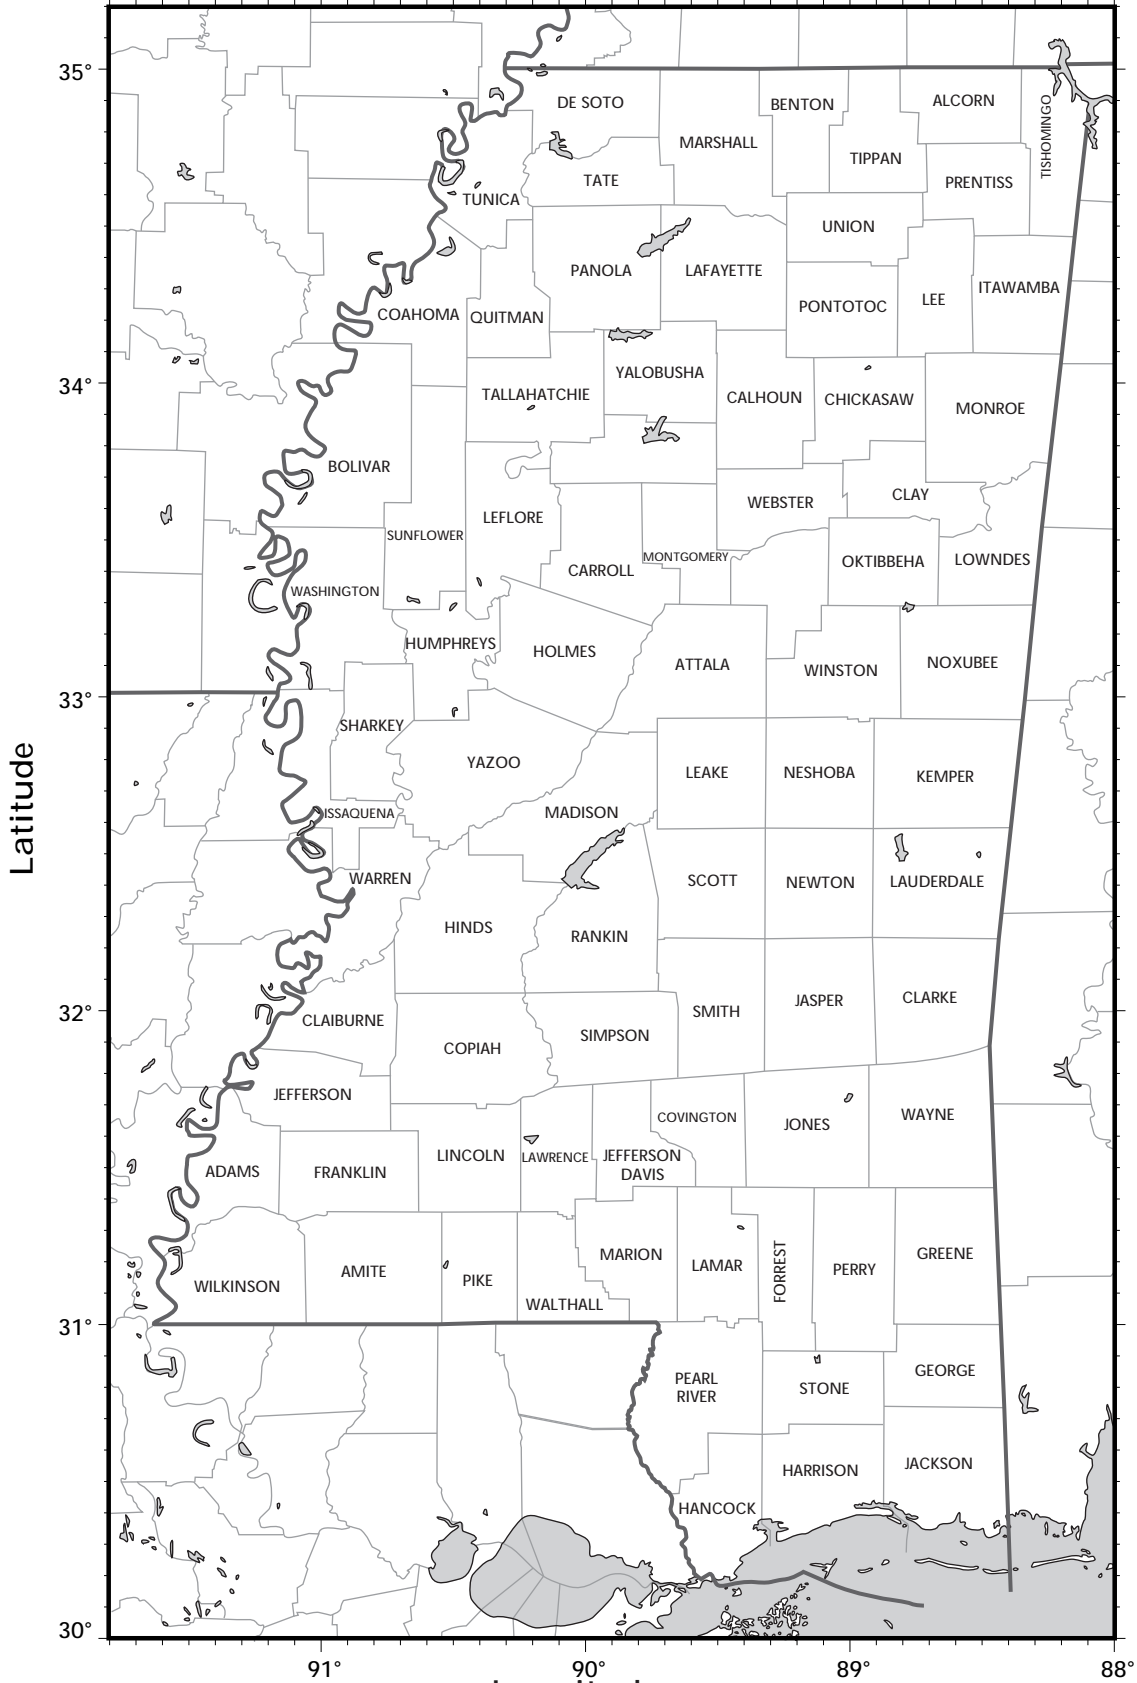 35°
DE SOTO
BENTON
ALCORN
MARSHALL
TISHOMINGO
TIPPAN
TATE
PRENTISS
TUNICA
UNION
PANOLA
LAFAYETTE
ITAWAMBA
COAHOMA
QUITMAN
PONTOTOC
LEE
34°
YALOBUSHA
TALLAHATCHIE
CALHOUN
CHICKASAW
MONROE
BOLIVAR
WEBSTER
CLAY
LEFLORE
SUNFLOWER
MONTGOMERY
OKTIBBEHA
LOWNDES
CARROLL
WASHINGTON
HUMPHREYS
HOLMES
ATTALA
WINSTON
NOXUBEE
33°
SHARKEY
YAZOO
LEAKE
NESHOBA
KEMPER
Latitude
ISSAQUENA
MADISON
WARREN
SCOTT
NEWTON
LAUDERDALE
HINDS
RANKIN
32°
CLAIBURNE
SMITH
JASPER
CLARKE
COPIAH
SIMPSON
JEFFERSON
COVINGTON
JONES
WAYNE
ADAMS
FRANKLIN
LINCOLN
LAWRENCE
JEFFERSON
DAVIS
WILKINSON
AMITE
PIKE
MARION
LAMAR
FORREST
PERRY
GREENE
WALTHALL
31°
PEARL
RIVER
STONE
GEORGE
HARRISON
JACKSON
HANCOCK
30°
91°
90°
89°
88°